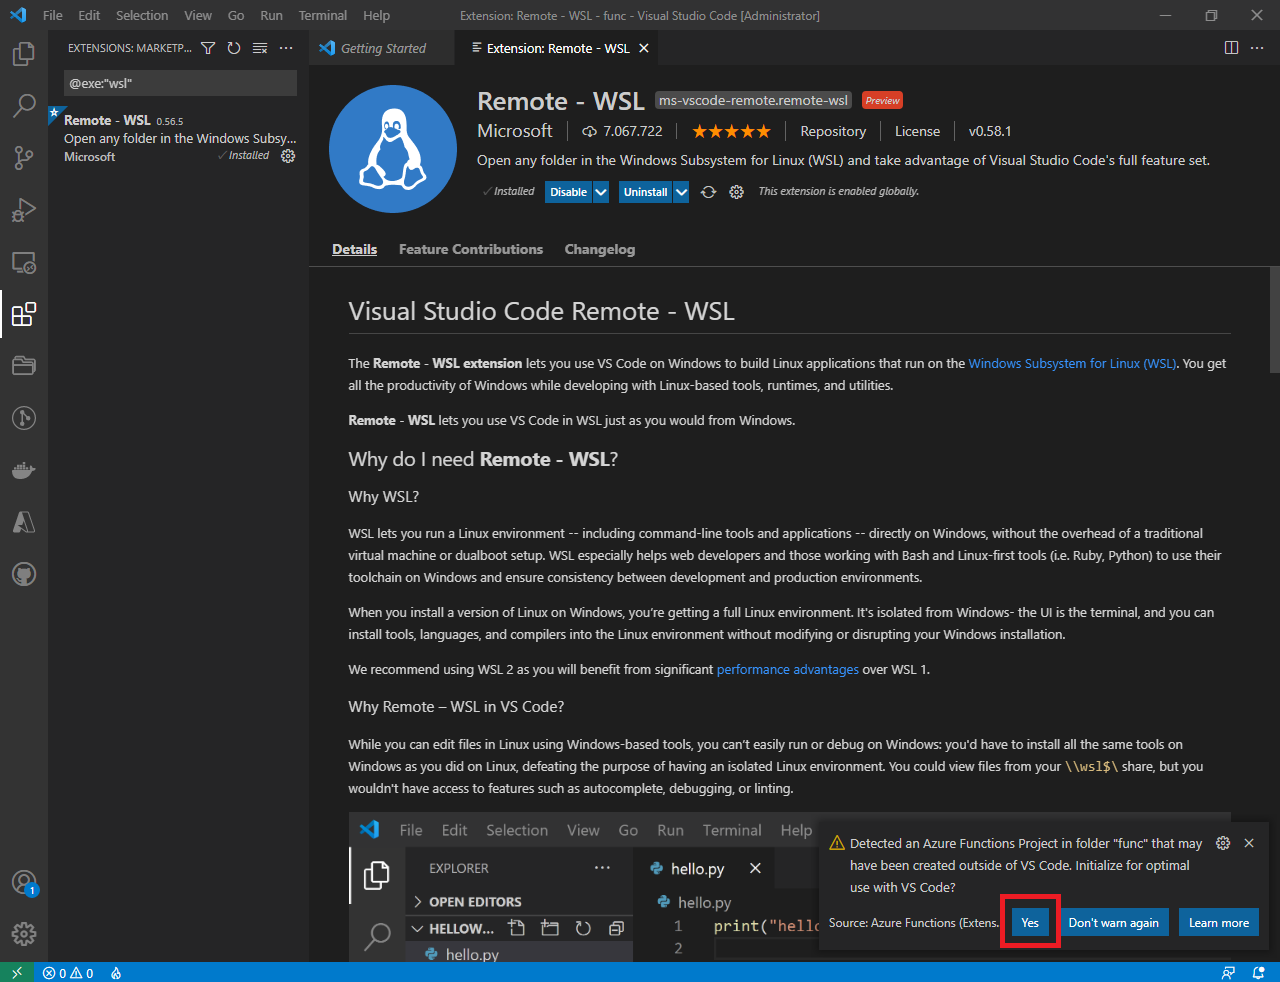 File Edit Selection View Go Run Terminal Help Extension: Remote - WSL - func - Visual Studio Code [Administrator]
EXTENSIONS: MARKETP...
@exe:"wsl"
Remote - WSL 0.56.5
Open any folder in the Windows Subsy...
Microsoft ✓Installed
1
Getting Started Extension: Remote - WSL
Remote - WSL ms-vscode-remote.remote-wsl Preview
Microsoft 7.067.722 ★★★★★ Repository License v0.58.1
Open any folder in the Windows Subsystem for Linux (WSL) and take advantage of Visual Studio Code's full feature set.
✓Installed Disable Uninstall This extension is enabled globally.
Details Feature Contributions Changelog
Visual Studio Code Remote - WSL
The Remote - WSL extension lets you use VS Code on Windows to build Linux applications that run on the Windows Subsystem for Linux (WSL). You get
all the productivity of Windows while developing with Linux-based tools, runtimes, and utilities.
Remote - WSL lets you use VS Code in WSL just as you would from Windows.
Why do I need Remote - WSL?
Why WSL?
WSL lets you run a Linux environment -- including command-line tools and applications -- directly on Windows, without the overhead of a traditional
virtual machine or dualboot setup. WSL especially helps web developers and those working with Bash and Linux-first tools (i.e. Ruby, Python) to use their
toolchain on Windows and ensure consistency between development and production environments.
When you install a version of Linux on Windows, you're getting a full Linux environment. It's isolated from Windows- the UI is the terminal, and you can
install tools, languages, and compilers into the Linux environment without modifying or disrupting your Windows installation.
We recommend using WSL 2 as you will benefit from significant performance advantages over WSL 1.
Why Remote – WSL in VS Code?
While you can edit files in Linux using Windows-based tools, you can't easily run or debug on Windows: you'd have to install all the same tools on
Windows as you did on Linux, defeating the purpose of having an isolated Linux environment. You could view files from your \\wsl$\ share, but you
wouldn't have access to features such as autocomplete, debugging, or linting.
File Edit Selection View Go Run Terminal Help
EXPLORER ... hello.py
OPEN EDITORS hello.py
HELLOW... 1 print("hello
hello.py 2
Detected an Azure Functions Project in folder "func" that may
have been created outside of VS Code. Initialize for optimal
use with VS Code?
Source: Azure Functions (Extens. Yes Don't warn again Learn more
0 0